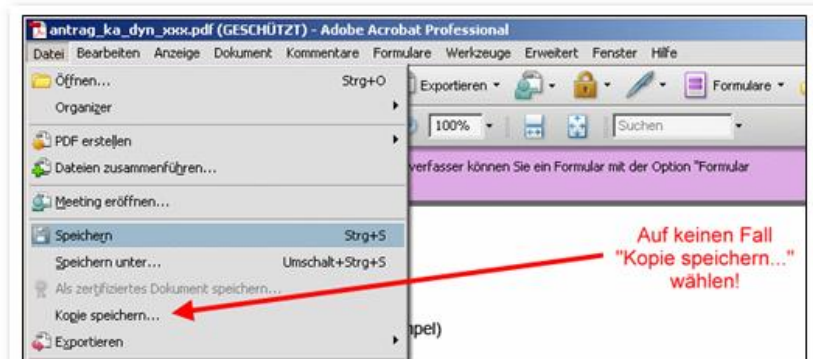 antrag_ka_dyn_xxx.pdf (GESCHÜTZT) - Adobe Acrobat Professional
Datei Bearbeiten Anzeige Dokument Kommentare Formulare Werkzeuge Erweitert Fenster Hilfe
Öffnen... Strg+O
Exportieren
Formulare
Organizer
100%
Suchen
PDF erstellen
Dateien zusammenführen...
verfasser können Sie ein Formular mit der Option "Formular
Meeting eröffnen...
Speichern Strg+S
Auf keinen Fall
"Kopie speichern..."
wählen!
Speichern unter... Umschalt+Strg+S
Als zertifiziertes Dokument speichern...
Kopie speichern...
Exportieren
npel)